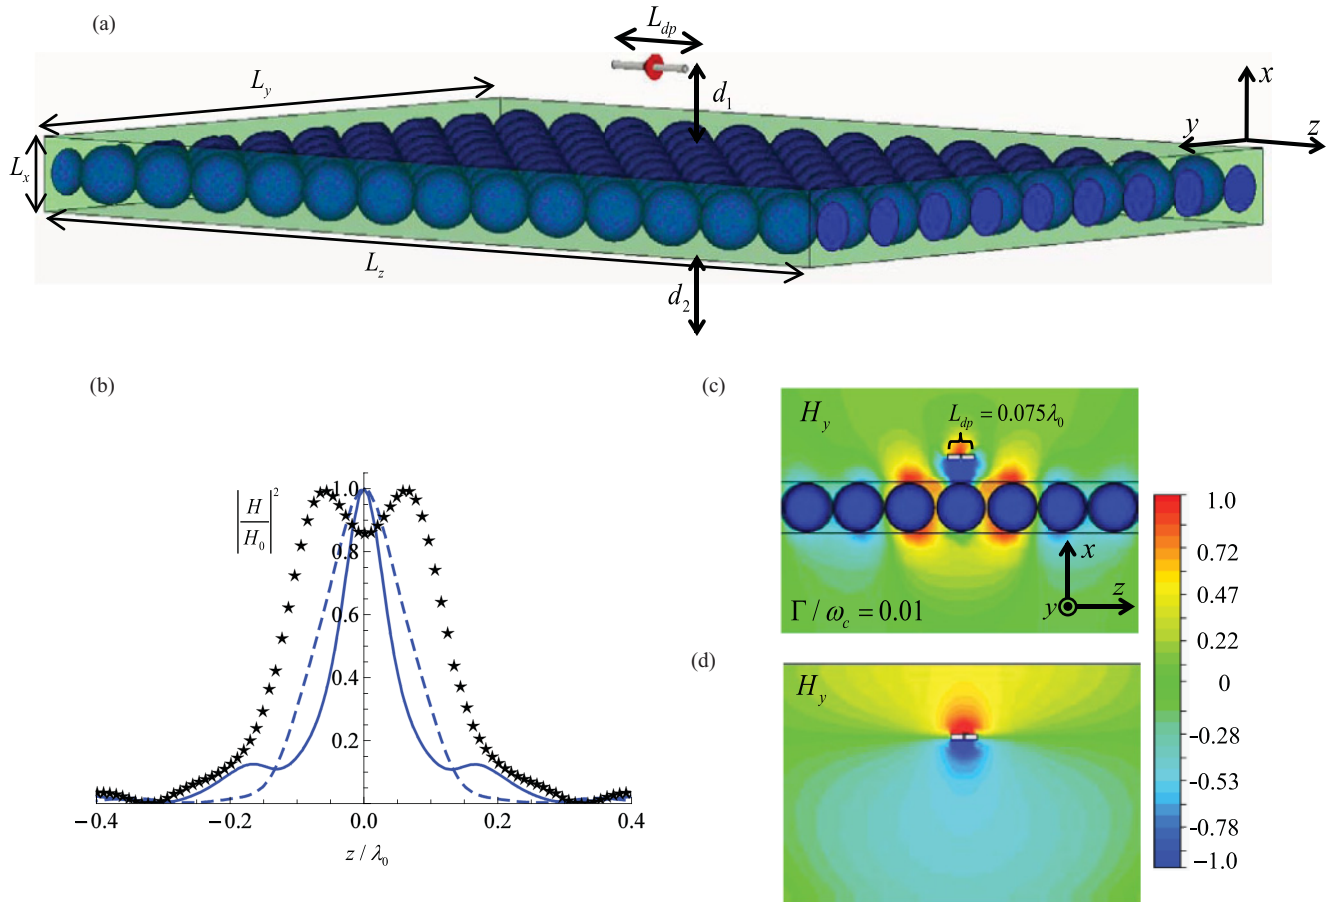 (a)
L_dp
L_y
d_1
x
y
z
L_x
L_z
d_2
(b)
|H/H_0|^2
1.0
0.8
0.6
0.4
0.2
−0.4
−0.2
0.0
0.2
0.4
z / λ_0
(c)
H_y
L_dp = 0.075λ_0
x
z
y
Γ / ω_c = 0.01
(d)
H_y
1.0
0.72
0.47
0.22
0
-0.28
-0.53
-0.78
-1.0